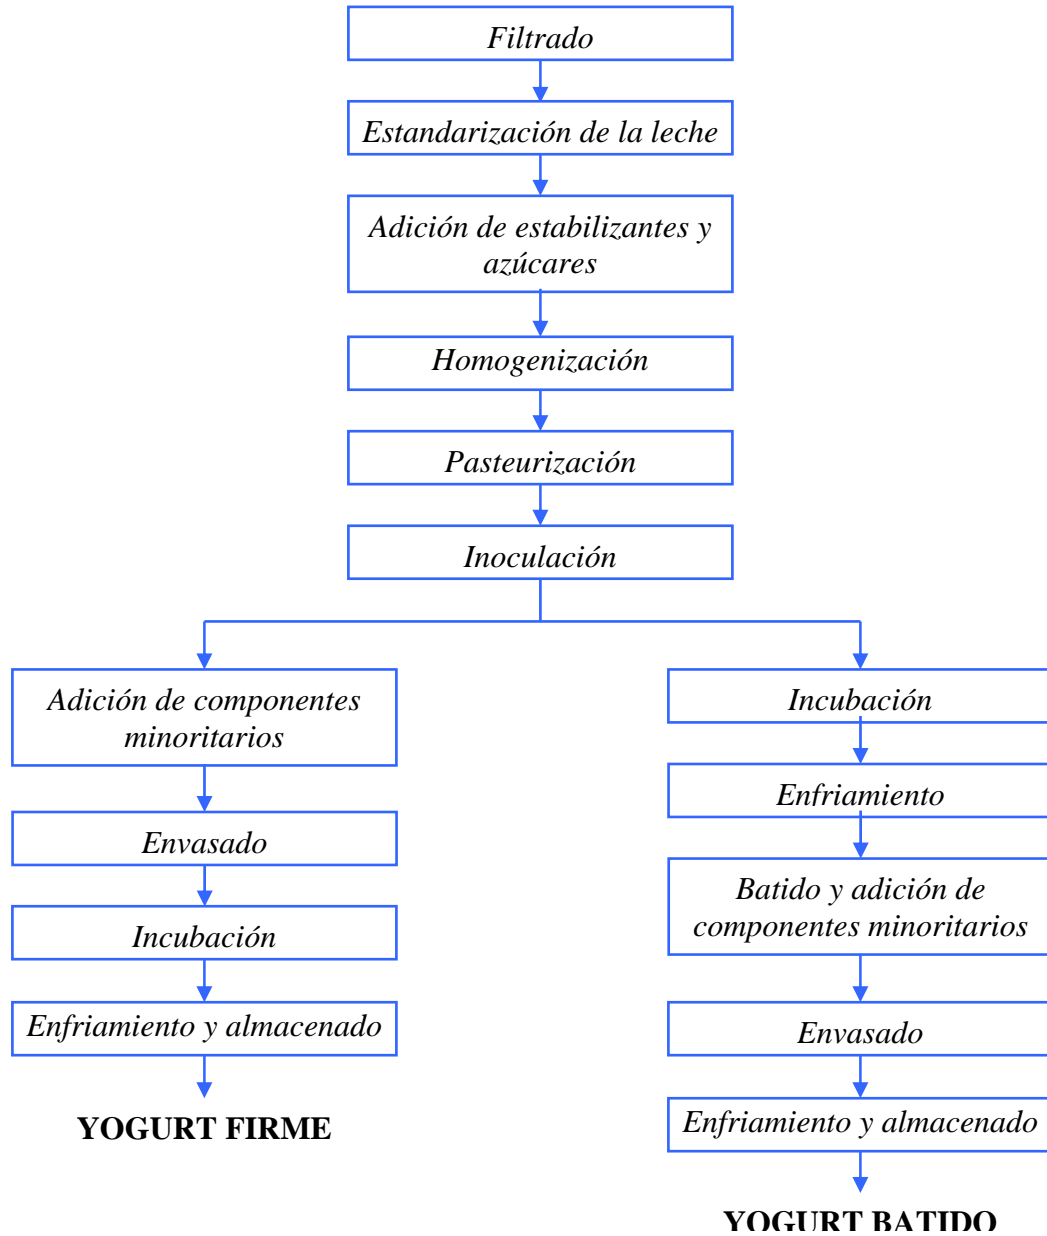 Filtrado
Estandarización de la leche
Adición de estabilizantes y
azúcares
Homogenización
Pasteurización
Inoculación
Adición de componentes
minoritarios
Envasado
Incubación
Enfriamiento y almacenado
YOGURT FIRME
Incubación
Enfriamiento
Batido y adición de
componentes minoritarios
Envasado
Enfriamiento y almacenado
YOGURT BATIDO